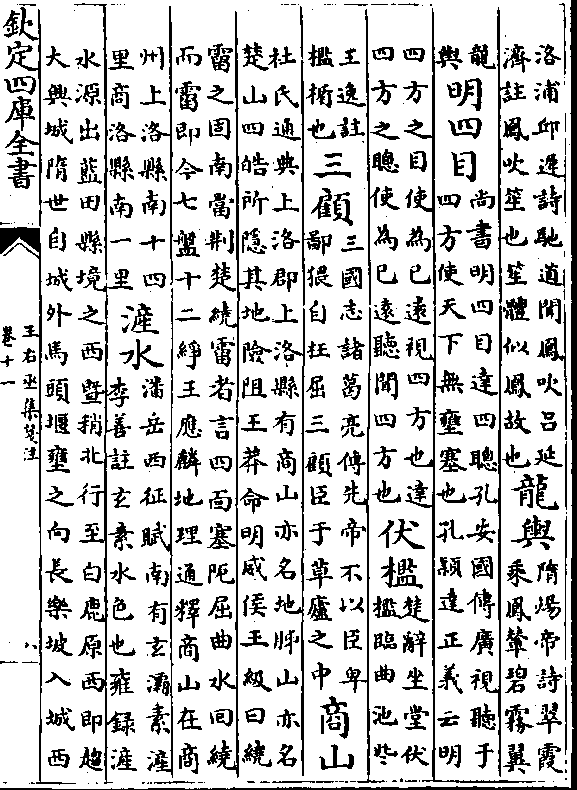 洛浦邱遲詩馳道聞鳳吹呂延
濟註鳳吹笙也笙體似鳳故也
龍輿
隋煬帝詩翠霞
乘鳳輦碧霧翼
龍
輿
明四目
尚書明四目達四聰孔安國傳廣視聽于
四方使天下無壅塞也孔穎達正義云明
四方之目使為已遠視四方也達
四方之聰使為已遠聽聞四方也
伏檻
楚辭坐堂伏
檻臨曲池些
王逸註
檻楯也
三顧
三國志諸葛亮傳先帝不以臣卑
鄙猥自枉屈三顧臣于草廬之中
商山
杜氏通典上洛郡上洛縣有商山亦名地肺山亦名
楚山四皓所隱其地險阻王莽命明威侯王級曰繞
雷之固南當荆楚繞雷者言四面塞阨屈曲水回繞
而雷即今七盤十二䋫王應麟地理通釋商山在商
州上洛縣南十四
里商洛縣南一里
滻水
潘岳西征賦南有玄灞素滻
李善註玄素水色也雍錄滻
水源出藍田縣境之西暨稍北行至白鹿原西即趨
大興城隋世自城外馬頭堰壅之向長樂坡入城西
欽定四庫全書
王右丞集箋注
卷十一
八